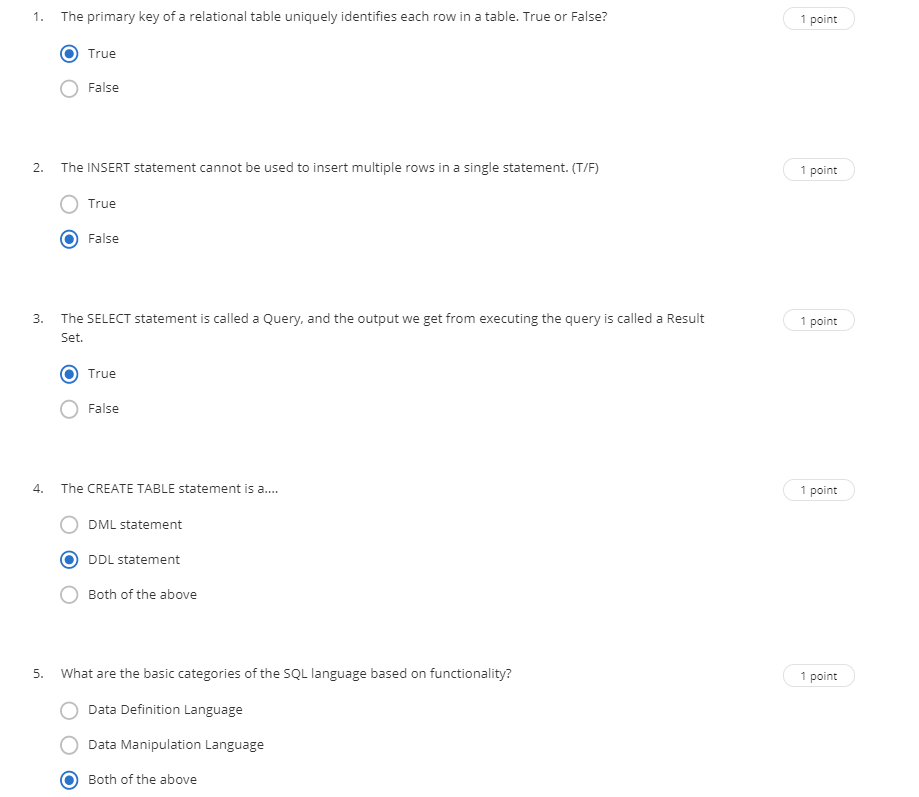 1. The primary key of a relational table uniquely identifies each row in a table. True or False?
1 point
True
False
2. The INSERT statement cannot be used to insert multiple rows in a single statement. (T/F)
1 point
True
False
3. The SELECT statement is called a Query, and the output we get from executing the query is called a Result
Set.
1 point
True
False
4. The CREATE TABLE statement is a....
1 point
DML statement
DDL statement
Both of the above
5. What are the basic categories of the SQL language based on functionality?
1 point
Data Definition Language
Data Manipulation Language
Both of the above